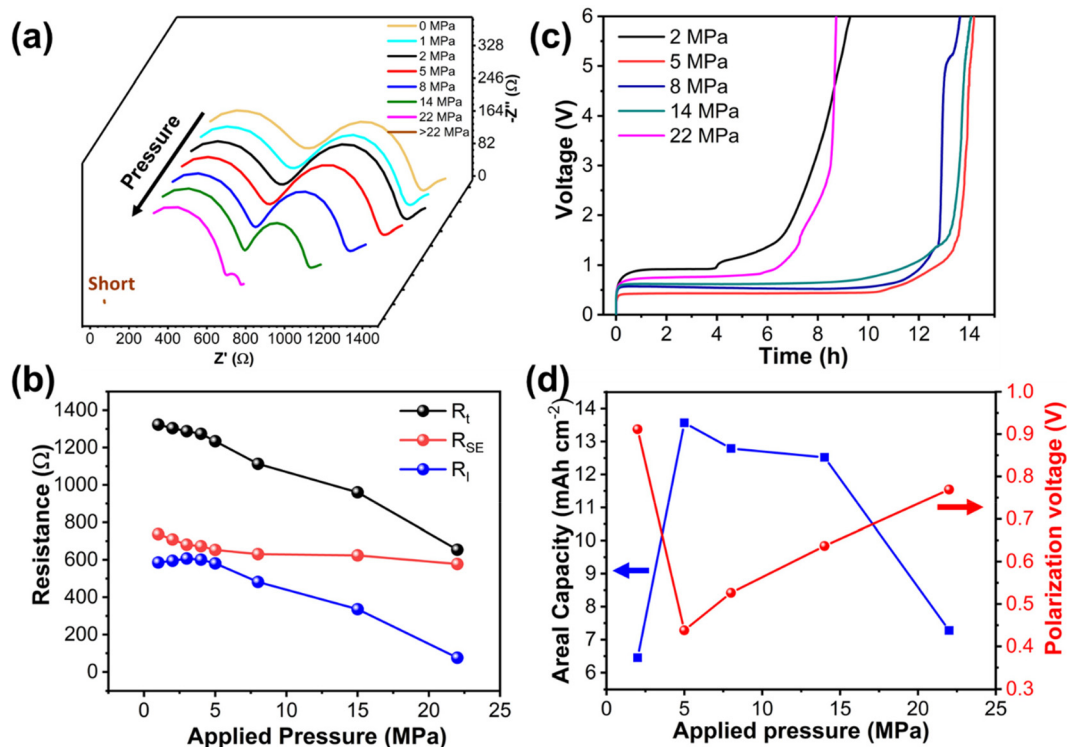 (a)
0 MPa
1 MPa
2 MPa
5 MPa
8 MPa
14 MPa
22 MPa
>22 MPa
328
246
164
82
0
-Z'' (Ω)
Pressure
Short
0 200 400 600 800 1000 1200 1400
Z' (Ω)
(c)
2 MPa
5 MPa
8 MPa
14 MPa
22 MPa
6
5
4
3
2
1
0
Voltage (V)
0 2 4 6 8 10 12 14
Time (h)
(b)
Rt
RSE
RI
1400
1200
1000
800
600
400
200
0
Resistance (Ω)
0 5 10 15 20 25
Applied Pressure (MPa)
(d)
14
13
12
11
10
9
8
7
6
Areal Capacity (mAh cm-2)
1.0
0.9
0.8
0.7
0.6
0.5
0.4
0.3
Polarization voltage (V)
0 5 10 15 20 25
Applied pressure (MPa)